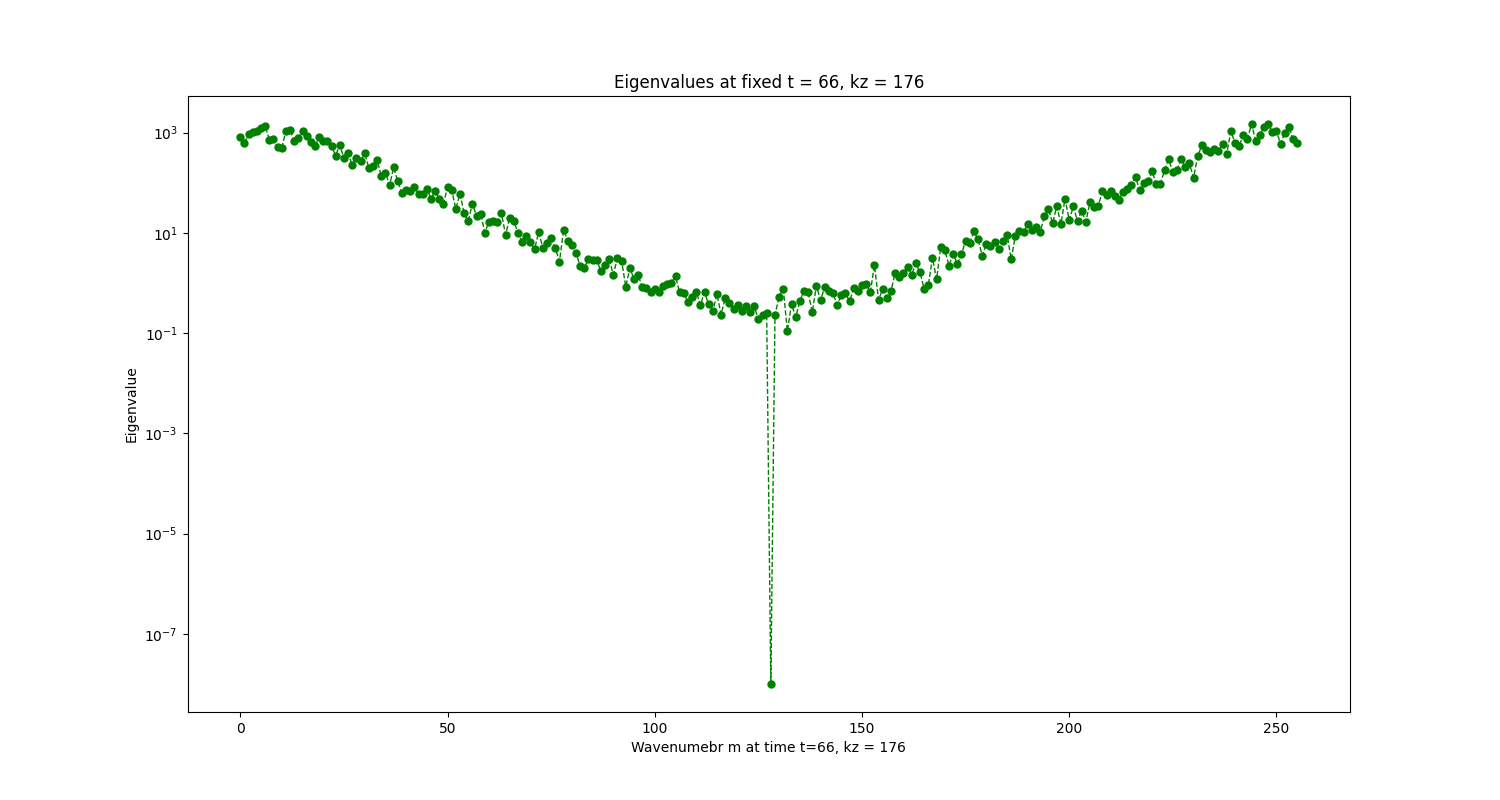 Eigenvalues at fixed t = 66, kz = 176
Eigenvalue
10³
10¹
10⁻¹
10⁻³
10⁻⁵
10⁻⁷
0 50 100 150 200 250
Wavenumebr m at time t=66, kz = 176